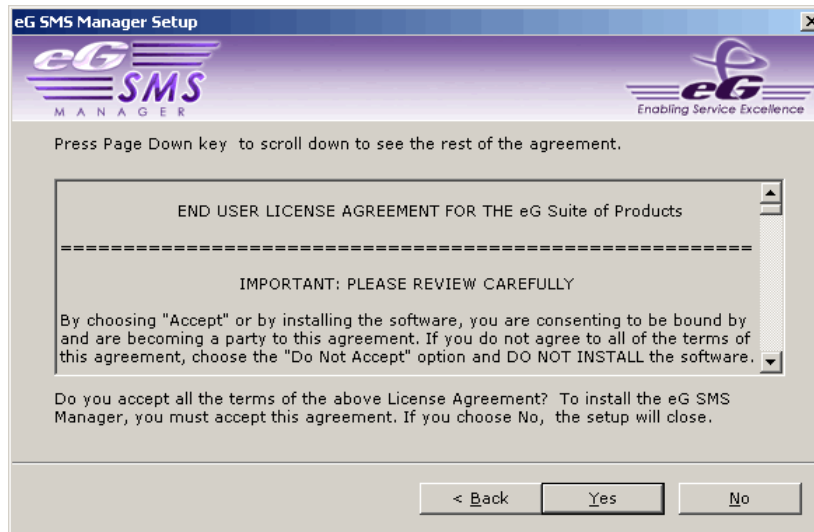 eG SMS Manager Setup
eG
SMS
MANAGER
eG
Enabling Service Excellence
Press Page Down key  to scroll down to see the rest of the agreement.
END USER LICENSE AGREEMENT FOR THE eG Suite of Products
=======================================================
IMPORTANT: PLEASE REVIEW CAREFULLY
By choosing "Accept" or by installing the software, you are consenting to be bound by
and are becoming a party to this agreement. If you do not agree to all of the terms of
this agreement, choose the "Do Not Accept" option and DO NOT INSTALL the software.
Do you accept all the terms of the above License Agreement?  To install the eG SMS
Manager, you must accept this agreement. If you choose No,  the setup will close.
< Back
Yes
No